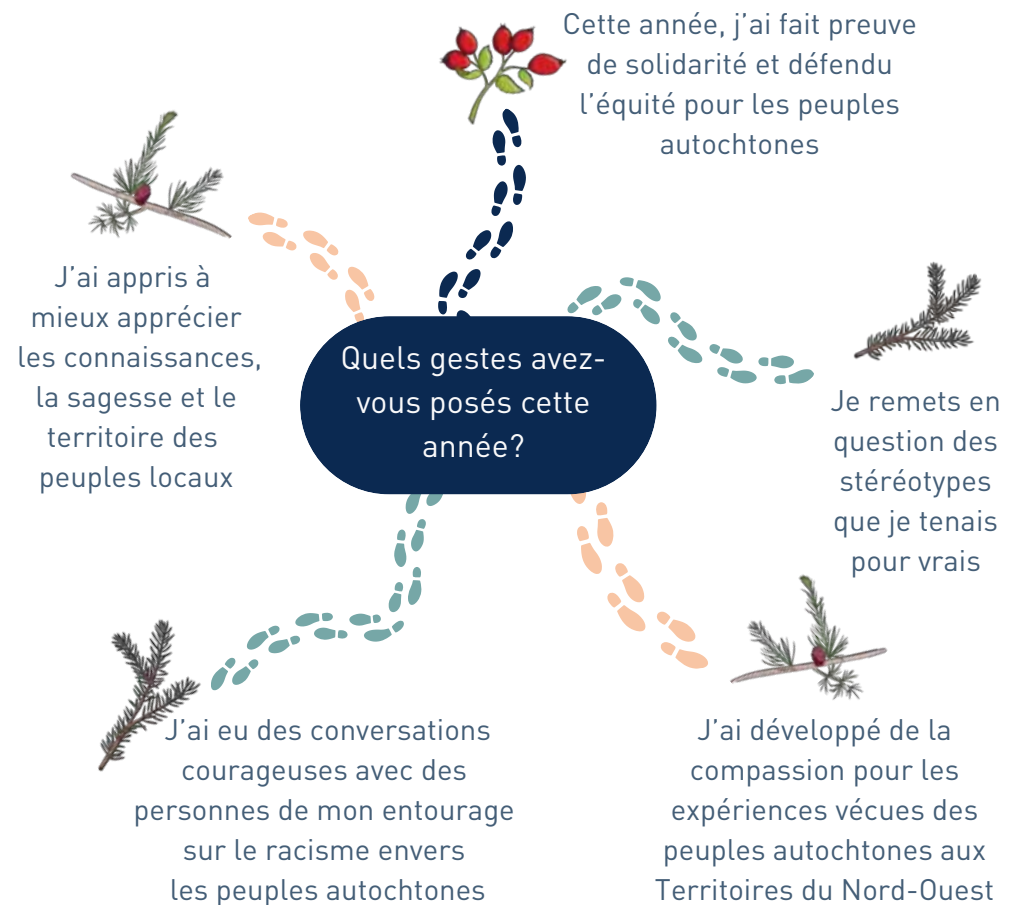 Cette année, j'ai fait preuve
de solidarité et défendu
l'équité pour les peuples
autochtones
J'ai appris à
mieux apprécier
les connaissances,
la sagesse et le
territoire des
peuples locaux
Quels gestes avez-
vous posés cette
année?
Je remets en
question des
stéréotypes
que je tenais
pour vrais
J'ai eu des conversations
courageuses avec des
personnes de mon entourage
sur le racisme envers
les peuples autochtones
J'ai développé de la
compassion pour les
expériences vécues des
peuples autochtones aux
Territoires du Nord-Ouest